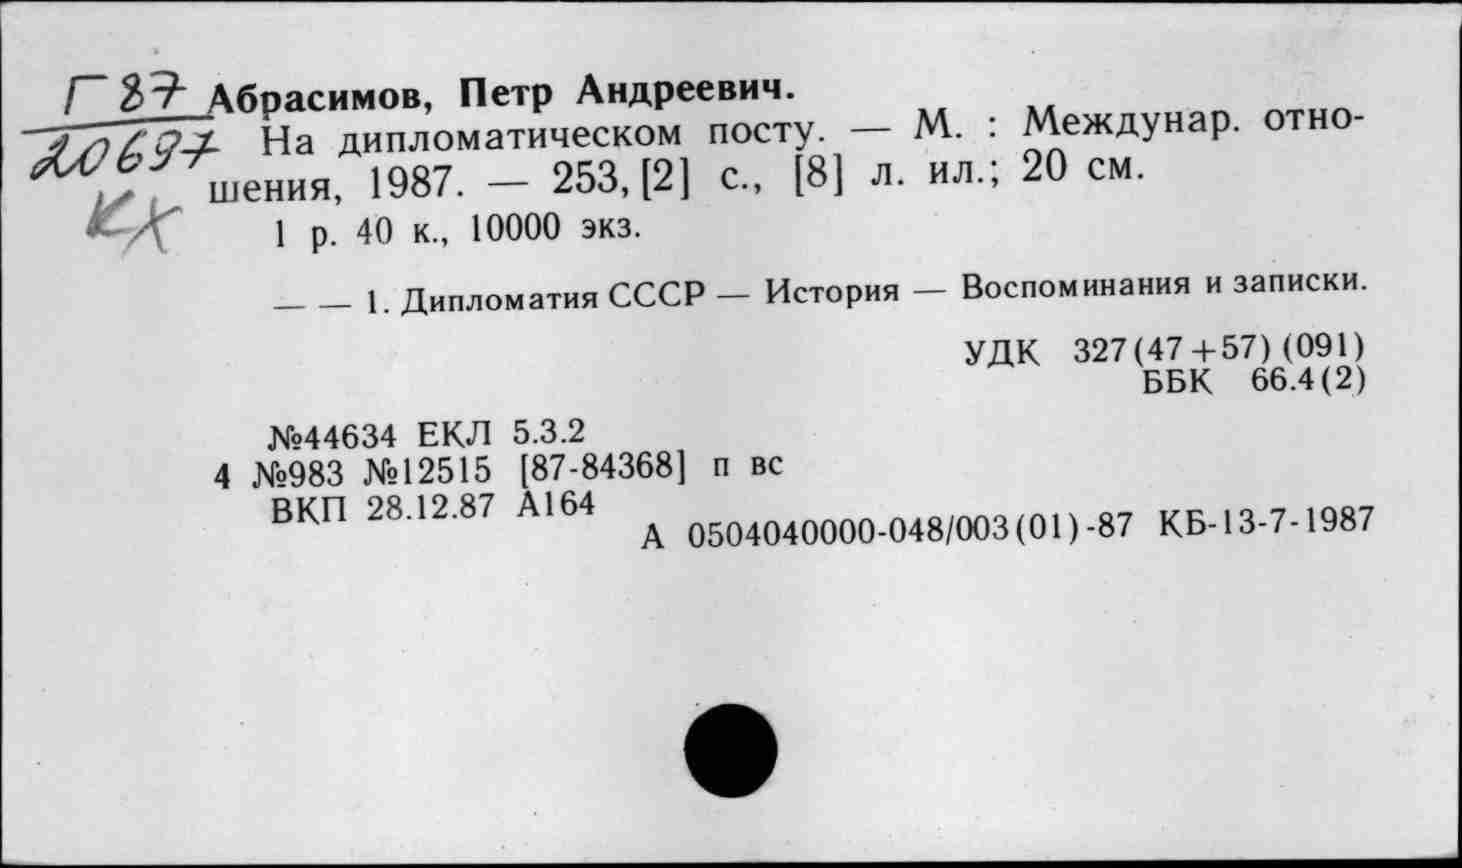 Г 87
20697
КХ
Абрасимов, Петр Андреевич.
На дипломатическом посту. — М. : Междунар. отно-
шения, 1987. — 253, [2] с., [8] л. ил.; 20 см.
1 р. 40 к., 10000 экз.
— — 1. Дипломатия СССР — История — Воспоминания и записки.
УДК 327(47+57)(091)
ББК 66.4(2)
№44634 ЕКЛ 5.3.2
4 №983 №12515 [87-84368] п вс
ВКП 28.12.87 А164
А 0504040000-048/003(01)-87 КБ-13-7-1987